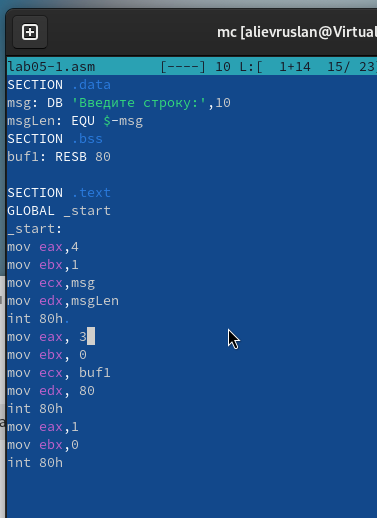 mc [alievruslan@Virtual
lab05-1.asm [----] 10 L:[ 1+14 15/ 23]
SECTION .data
msg: DB 'Введите строку:',10
msgLen: EQU $-msg
SECTION .bss
buf1: RESB 80
SECTION .text
GLOBAL _start
_start:
mov eax,4
mov ebx,1
mov ecx,msg
mov edx,msgLen
int 80h.
mov eax, 3
mov ebx, 0
mov ecx, buf1
mov edx, 80
int 80h
mov eax,1
mov ebx,0
int 80h